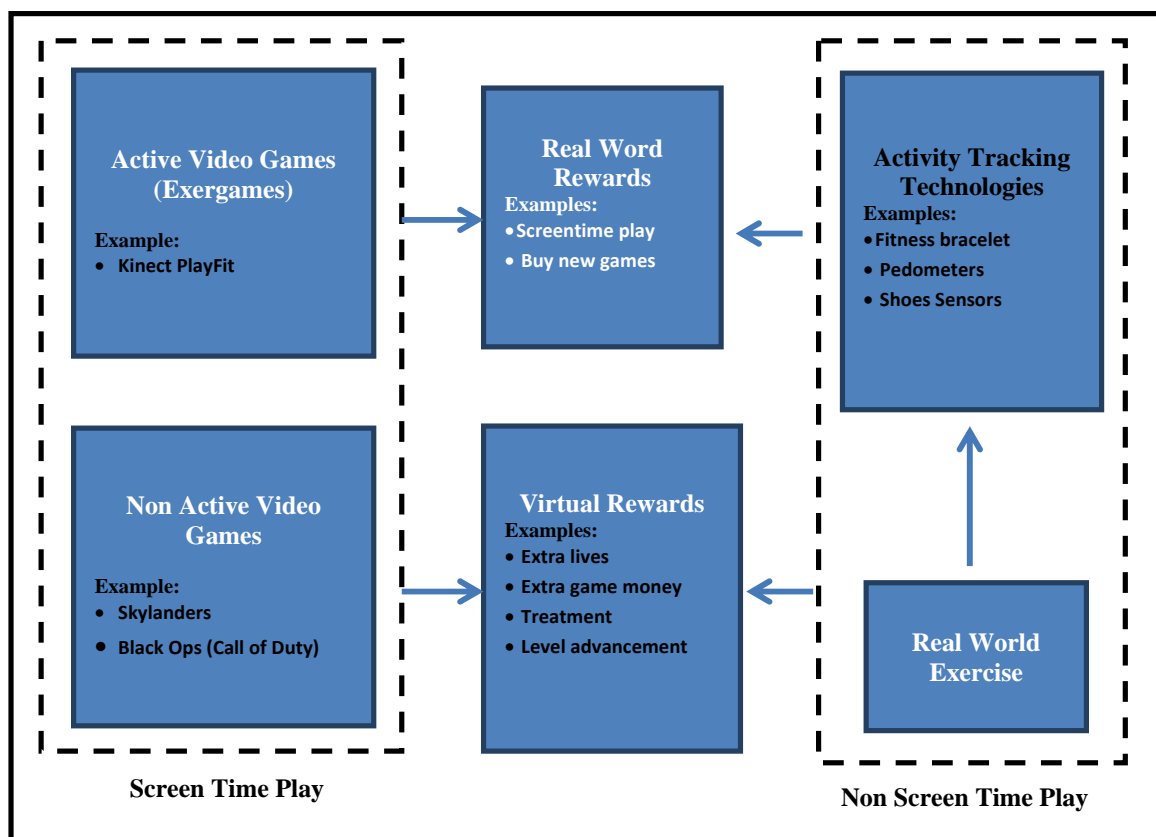 Active Video Games
(Exergames)
Example:
• Kinect PlayFit
Non Active Video
Games
Example:
• Skylanders
• Black Ops (Call of Duty)
Screen Time Play
Real Word
Rewards
Examples:
•Screentime play
• Buy new games
Virtual Rewards
Examples:
• Extra lives
• Extra game money
• Treatment
• Level advancement
Activity Tracking
Technologies
Examples:
•Fitness bracelet
• Pedometers
• Shoes Sensors
Real World
Exercise
Non Screen Time Play